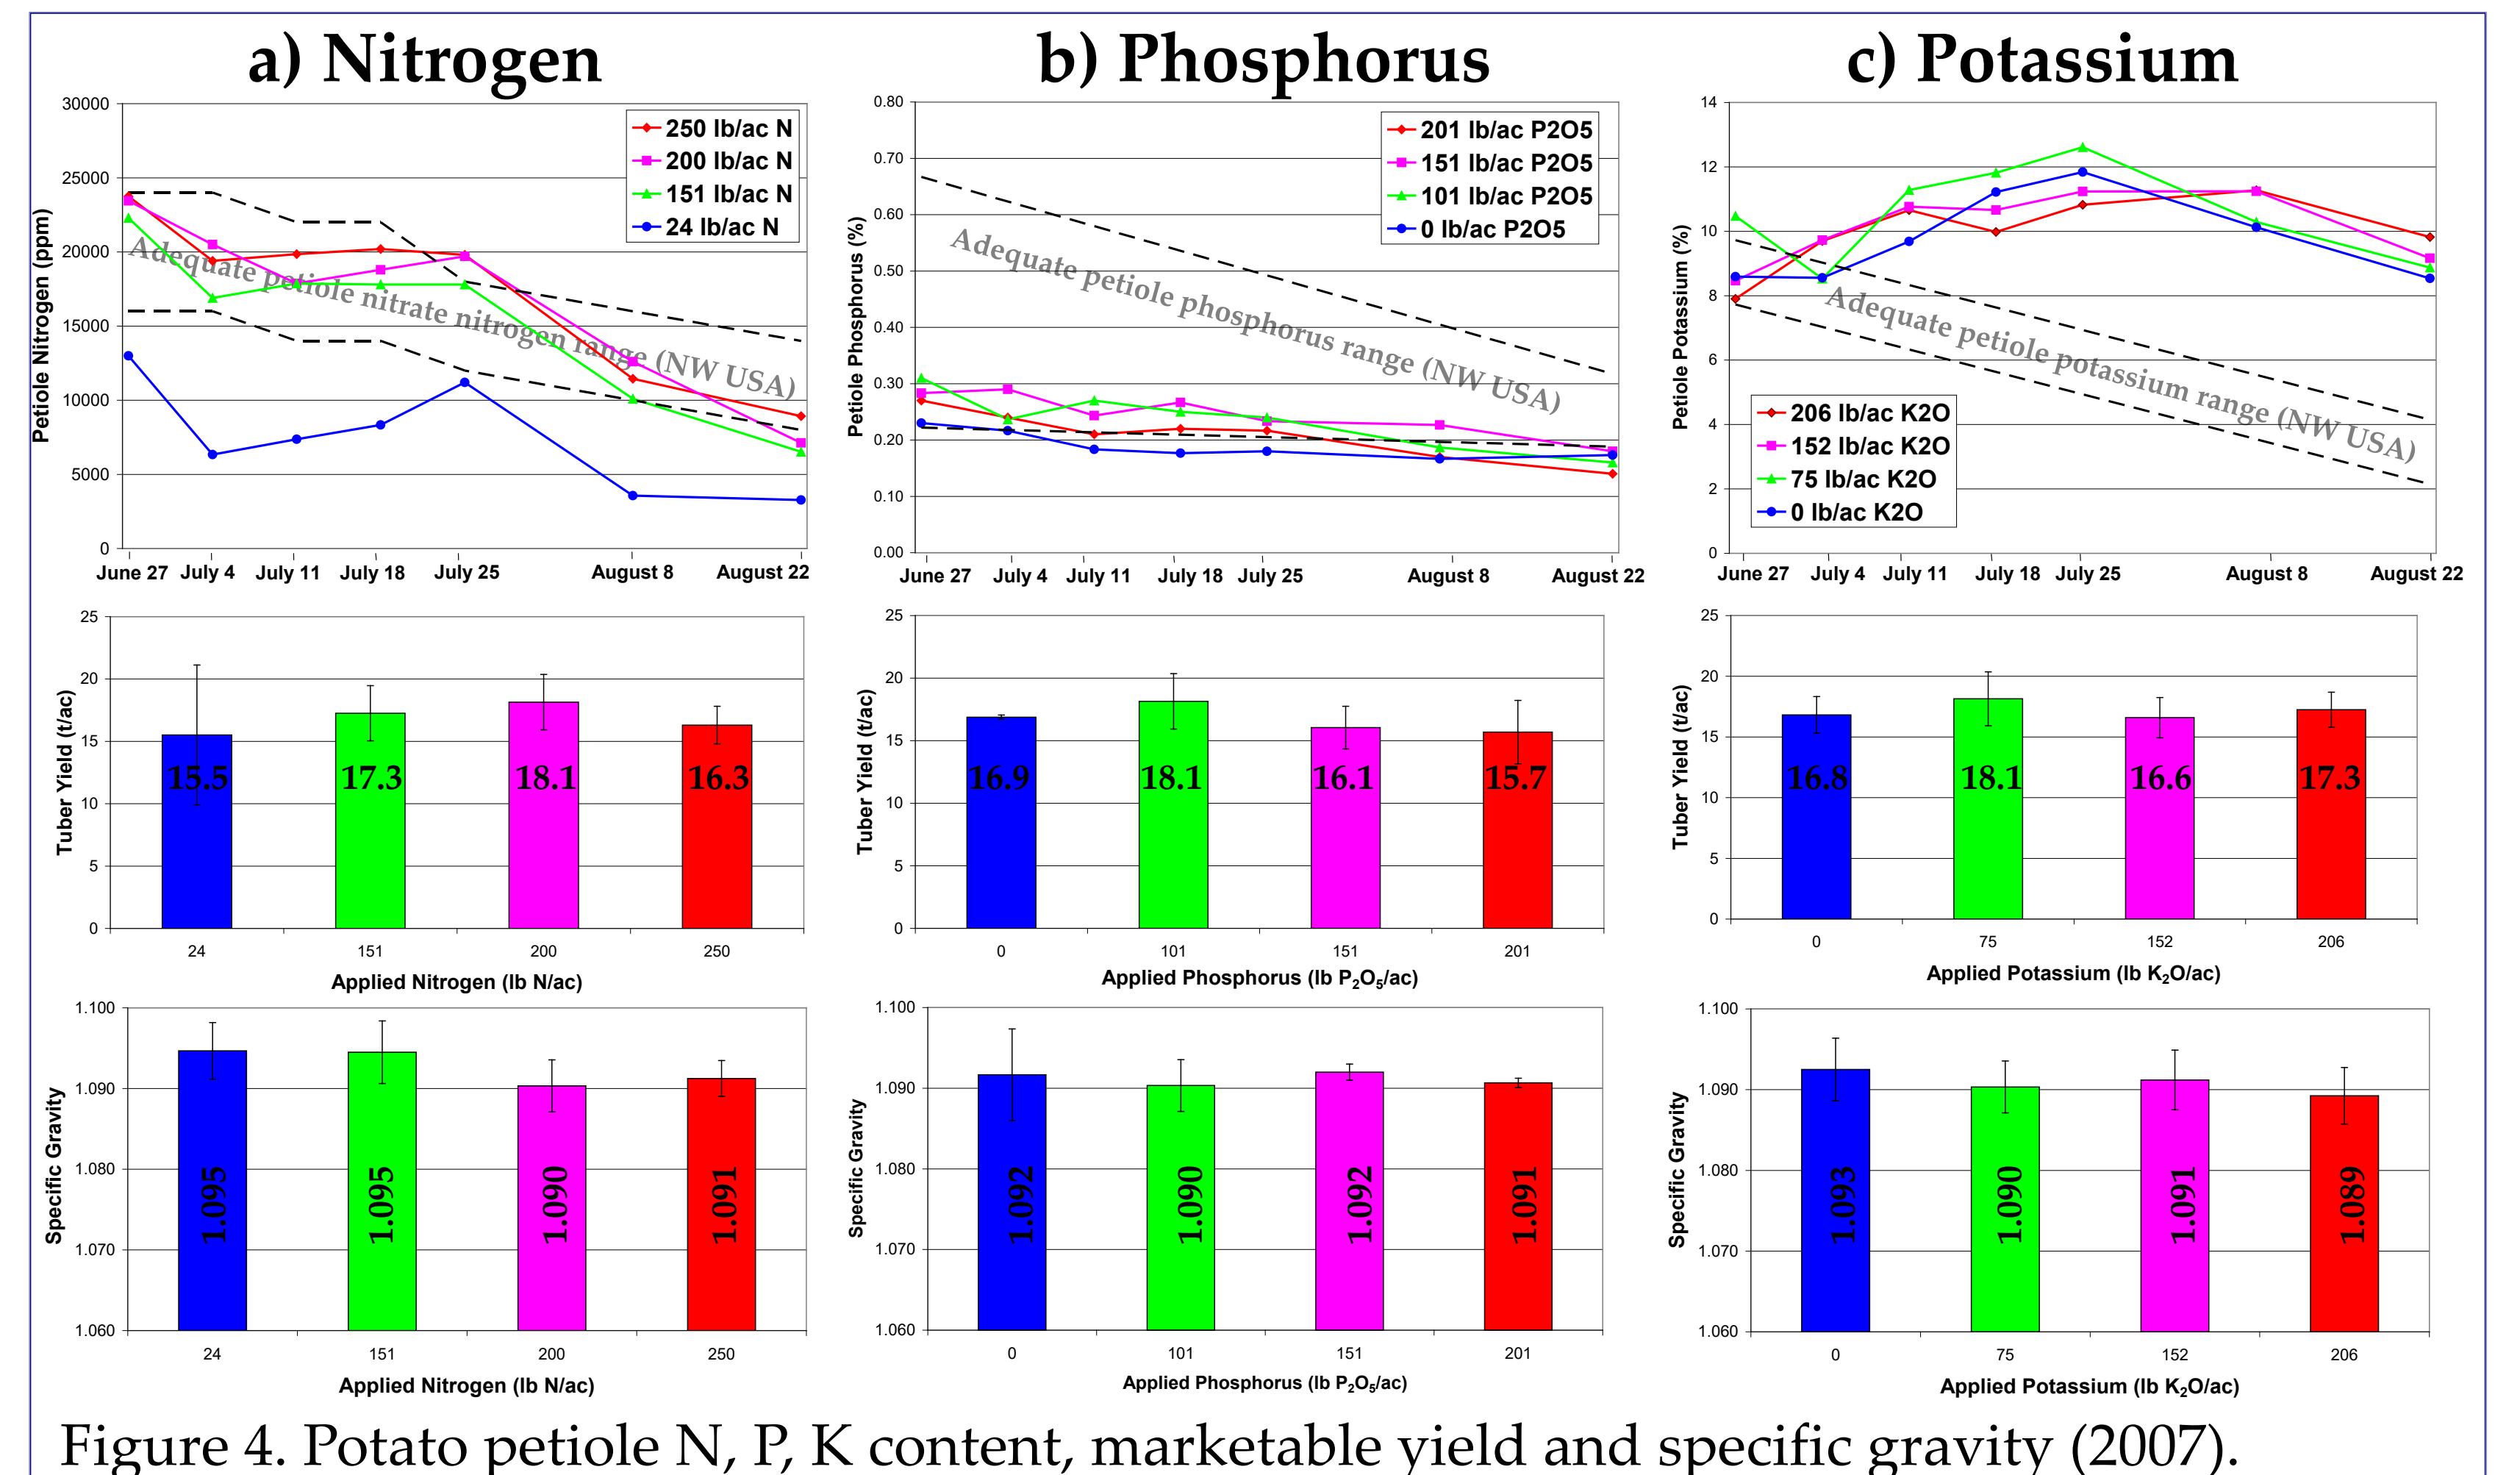 a) Nitrogen
30000
25000
20000
15000
10000
5000
0
Petiole Nitrogen (ppm)
250 lb/ac N
200 lb/ac N
151 lb/ac N
24 lb/ac N
Adequate petiole nitrate nitrogen range (NW USA)
June 27 July 4 July 11 July 18 July 25 August 8 August 22
b) Phosphorus
0.80
0.70
0.60
0.50
0.40
0.30
0.20
0.10
0.00
Petiole Phosphorus (%)
201 lb/ac P2O5
151 lb/ac P2O5
101 lb/ac P2O5
0 lb/ac P2O5
Adequate petiole phosphorus range (NW USA)
June 27 July 4 July 11 July 18 July 25 August 8 August 22
c) Potassium
14
12
10
8
6
4
2
0
Petiole Potassium (%)
Adequate petiole potassium range (NW USA)
206 lb/ac K2O
152 lb/ac K2O
75 lb/ac K2O
0 lb/ac K2O
June 27 July 4 July 11 July 18 July 25 August 8 August 22
25
20
15
10
5
0
Tuber Yield (t/ac)
15.5 17.3 18.1 16.3
24 151 200 250
Applied Nitrogen (lb N/ac)
25
20
15
10
5
0
Tuber Yield (t/ac)
16.9 18.1 16.1 15.7
0 101 151 201
Applied Phosphorus (lb P₂O₅/ac)
25
20
15
10
5
0
Tuber Yield (t/ac)
16.8 18.1 16.6 17.3
0 75 152 206
Applied Potassium (lb K₂O/ac)
1.100
1.090
1.080
1.070
1.060
Specific Gravity
1.095 1.095 1.090 1.091
24 151 200 250
Applied Nitrogen (lb N/ac)
1.100
1.090
1.080
1.070
1.060
Specific Gravity
1.092 1.090 1.092 1.091
0 101 151 201
Applied Phosphorus (lb P₂O₅/ac)
1.100
1.090
1.080
1.070
1.060
Specific Gravity
1.093 1.090 1.091 1.089
0 75 152 206
Applied Potassium (lb K₂O/ac)
Figure 4. Potato petiole N, P, K content, marketable yield and specific gravity (2007).